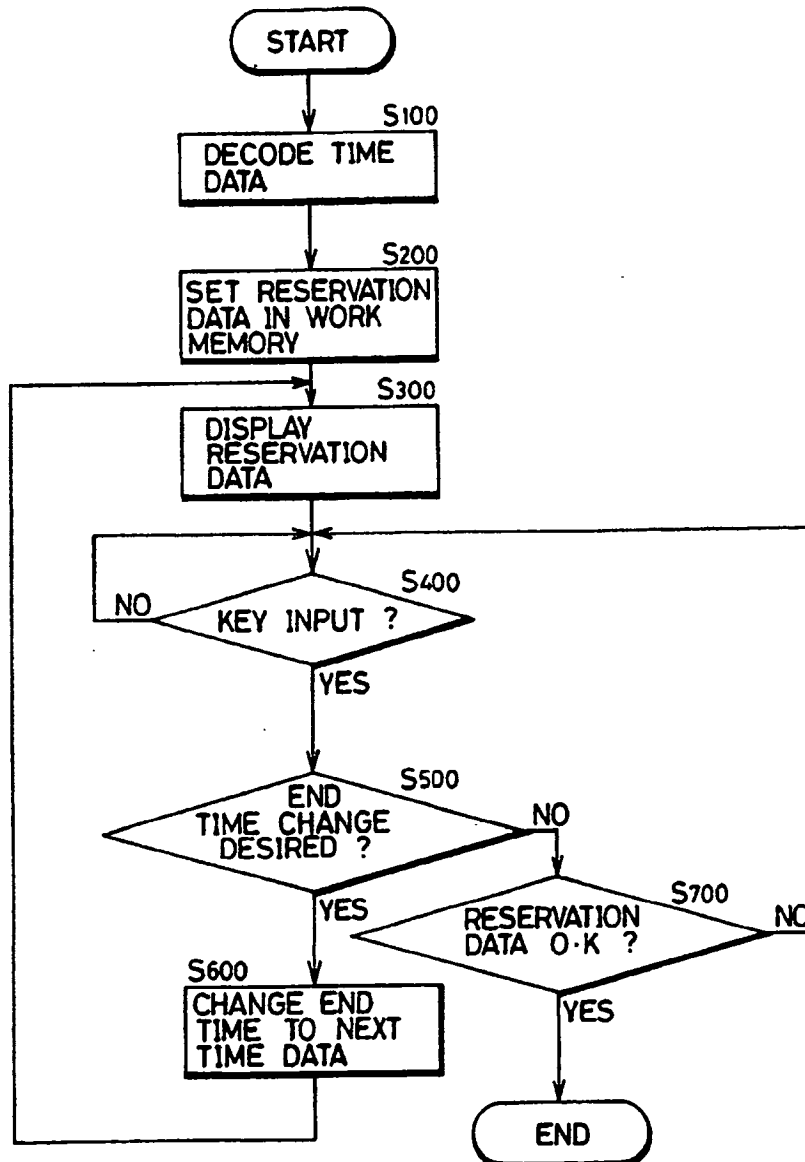 START
S100
DECODE TIME
DATA
S200
SET RESERVATION
DATA IN WORK
MEMORY
S300
DISPLAY
RESERVATION
DATA
S400
NO
KEY INPUT ?
YES
S500
END
TIME CHANGE
DESIRED ?
NO
YES
S700
RESERVATION
DATA O·K ?
NO
S600
CHANGE END
TIME TO NEXT
TIME DATA
YES
END